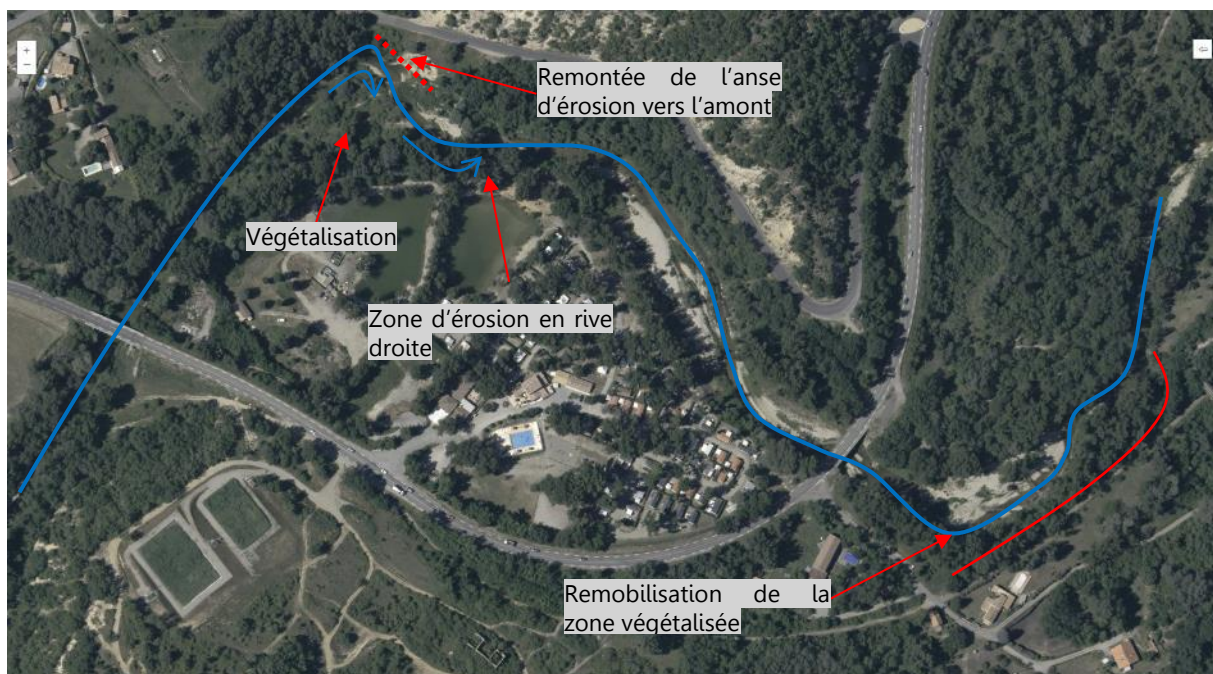 Remontée de l'anse
d'érosion vers l'amont
Végétalisation
Zone d'érosion en rive
droite
Remobilisation de la
zone végétalisée